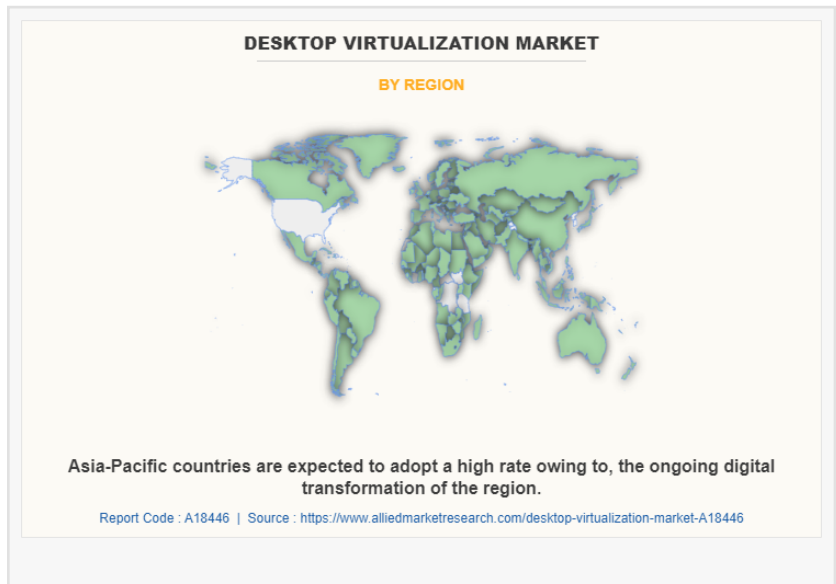 DESKTOP VIRTUALIZATION MARKET
BY REGION
Asia-Pacific countries are expected to adopt a high rate owing to, the ongoing digital
transformation of the region.
Report Code : A18446 | Source : https://www.alliedmarketresearch.com/desktop-virtualization-market-A18446